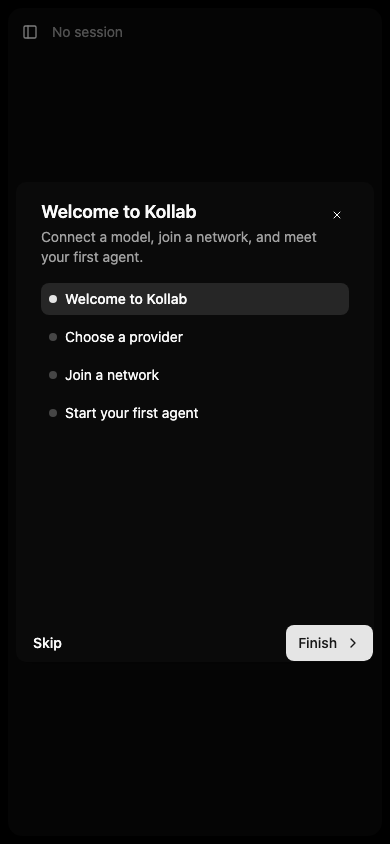 No session
Welcome to Kollab
Connect a model, join a network, and meet
your first agent.
Welcome to Kollab
Choose a provider
Join a network
Start your first agent
Skip
Finish